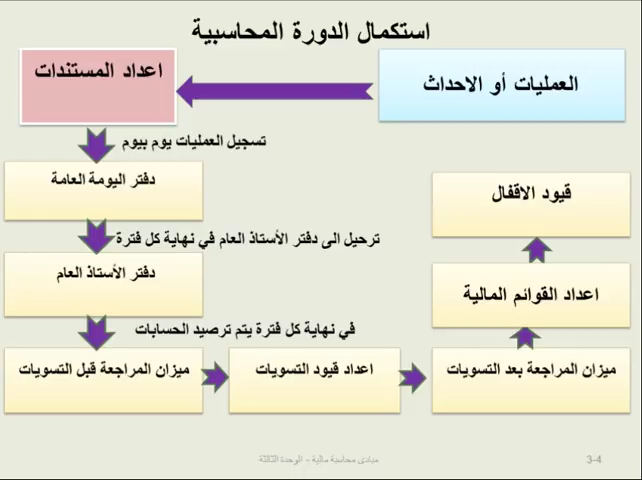 استكمال الدورة المحاسبية
العمليات أو الاحداث
اعداد المستندات
تسجيل العمليات يوم بيوم
دفتر اليومة العامة
ترحيل الى دفتر الأستاذ العام في نهاية كل فترة
دفتر الأستاذ العام
في نهاية كل فترة يتم ترصيد الحسابات
ميزان المراجعة قبل التسويات
اعداد قيود التسويات
ميزان المراجعة بعد التسويات
اعداد القوائم المالية
قيود الاقفال
مبادئ محاسبة مالية - الوحدة الثالثة
3-4